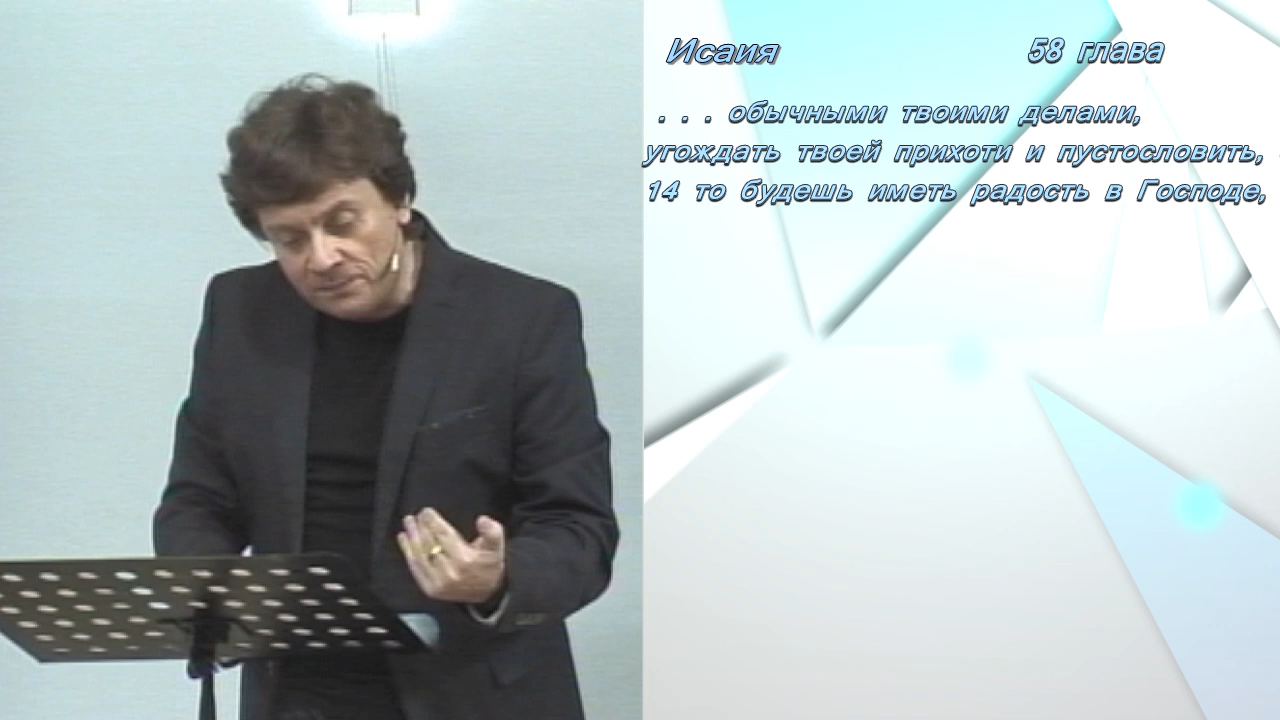 Исаия 58 глава
. . . обычными твоими делами,
угождать твоей прихоти и пустословить,
14 то будешь иметь радость в Господе,